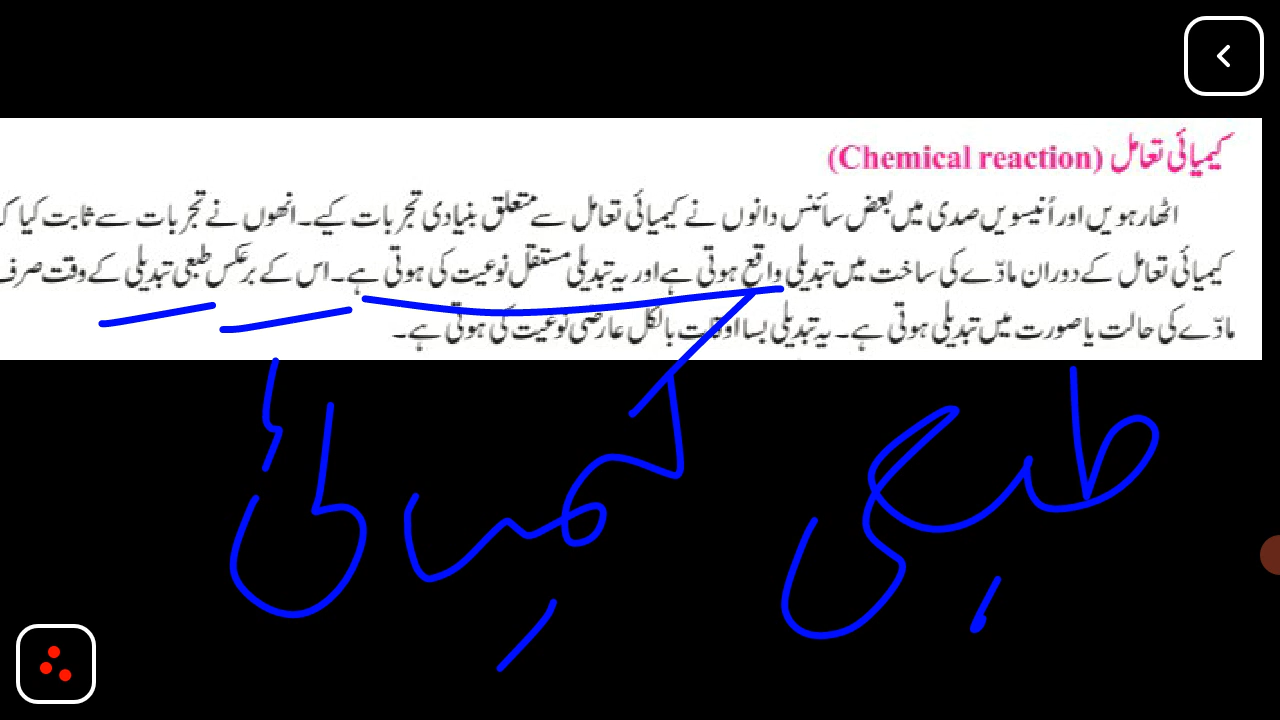 کیمیائی تعامل (Chemical reaction)
اٹھارہویں اور اُنیسویں صدی میں بعض سائنس دانوں نے کیمیائی تعامل سے متعلق بنیادی تجربات کیے۔ انھوں نے تجربات سے ثابت کیا
کیمیائی تعامل کے دوران مادّے کی ساخت میں تبدیلی واقع ہوتی ہے اور یہ تبدیلی مستقل نوعیت کی ہوتی ہے۔ اس کے برعکس طبعی تبدیلی کے وقت صرف
مادّے کی حالت یا صورت میں تبدیلی ہوتی ہے۔ یہ تبدیلی بسا اوقات بالکل عارضی نوعیت کی ہوتی ہے۔
طبعی کمیائی